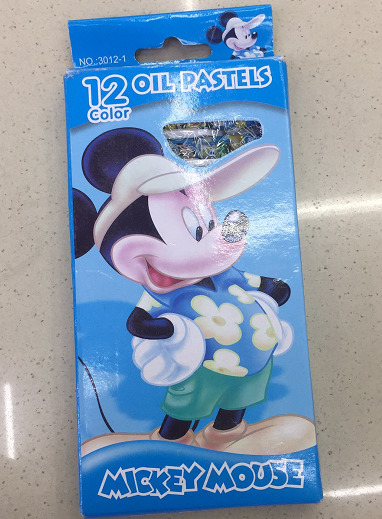 NO.:3012-1
12 OIL PASTELS
Color
MICKEY MOUSE